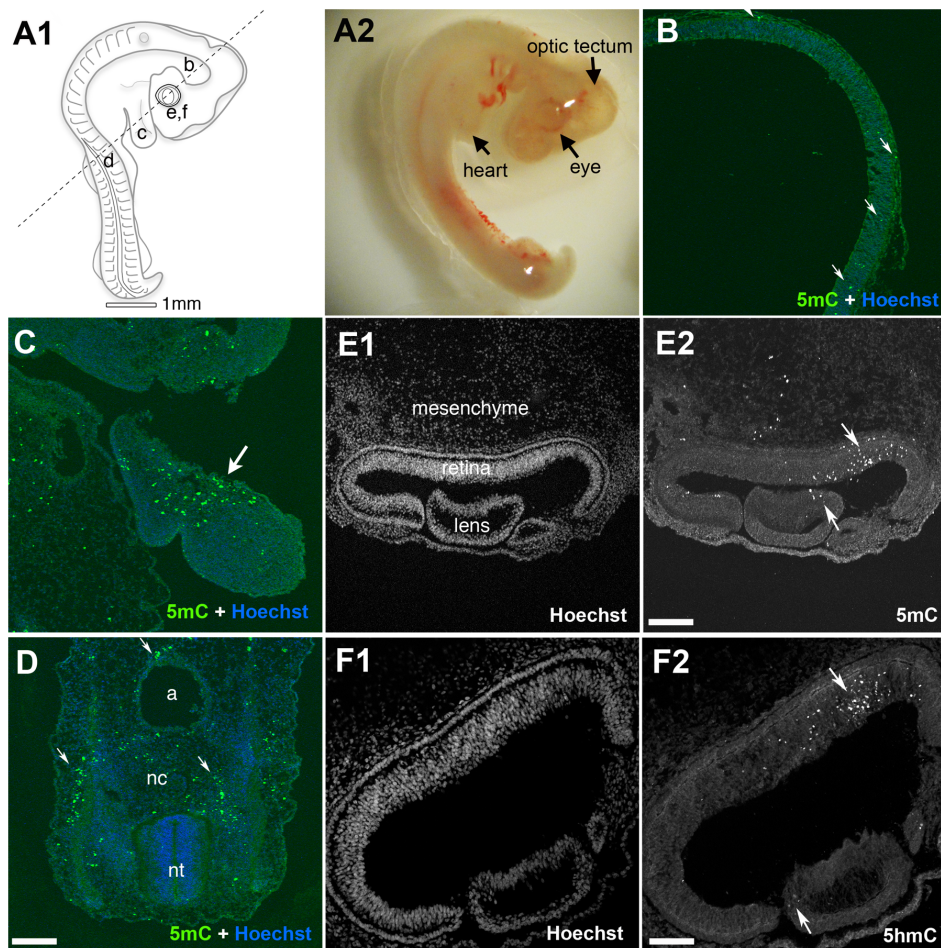 A1
b
e,f
c
d
1mm
A2
optic tectum
heart
eye
B
5mC + Hoechst
C
5mC + Hoechst
E1
mesenchyme
retina
lens
Hoechst
E2
5mC
D
a
nc
nt
5mC + Hoechst
F1
Hoechst
F2
5hmC